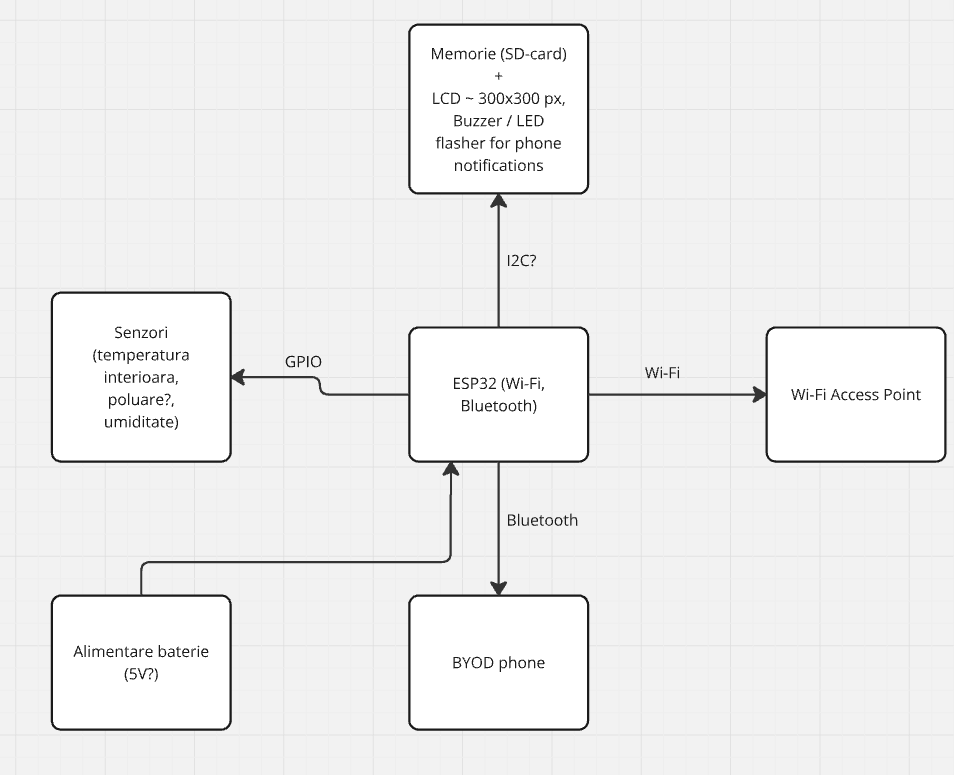 Memorie (SD-card)
+
LCD ~ 300x300 px,
Buzzer / LED
flasher for phone
notifications
I2C?
Senzori
(temperatura
interioara,
poluare?,
umiditate)
GPIO
ESP32 (Wi-Fi,
Bluetooth)
Wi-Fi
Wi-Fi Access Point
Bluetooth
Alimentare baterie
(5V?)
BYOD phone